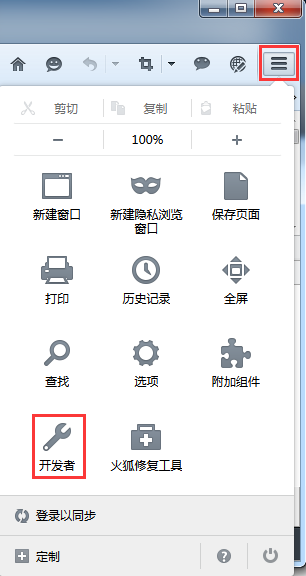 剪切 复制 粘贴
− 100% +
新建窗口 新建隐私浏览 保存页面
窗口
打印 历史记录 全屏
查找 选项 附加组件
开发者 火狐修复工具
登录以同步
定制